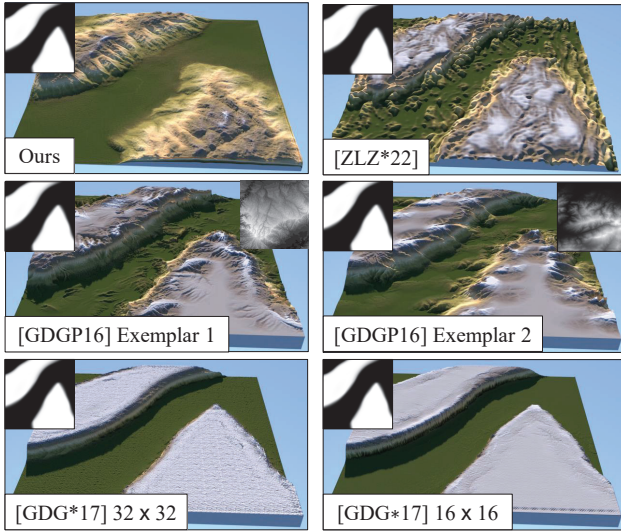 Ours
[ZLZ*22]
[GDGP16] Exemplar 1
[GDGP16] Exemplar 2
[GDG*17] 32 x 32
[GDG*17] 16 x 16